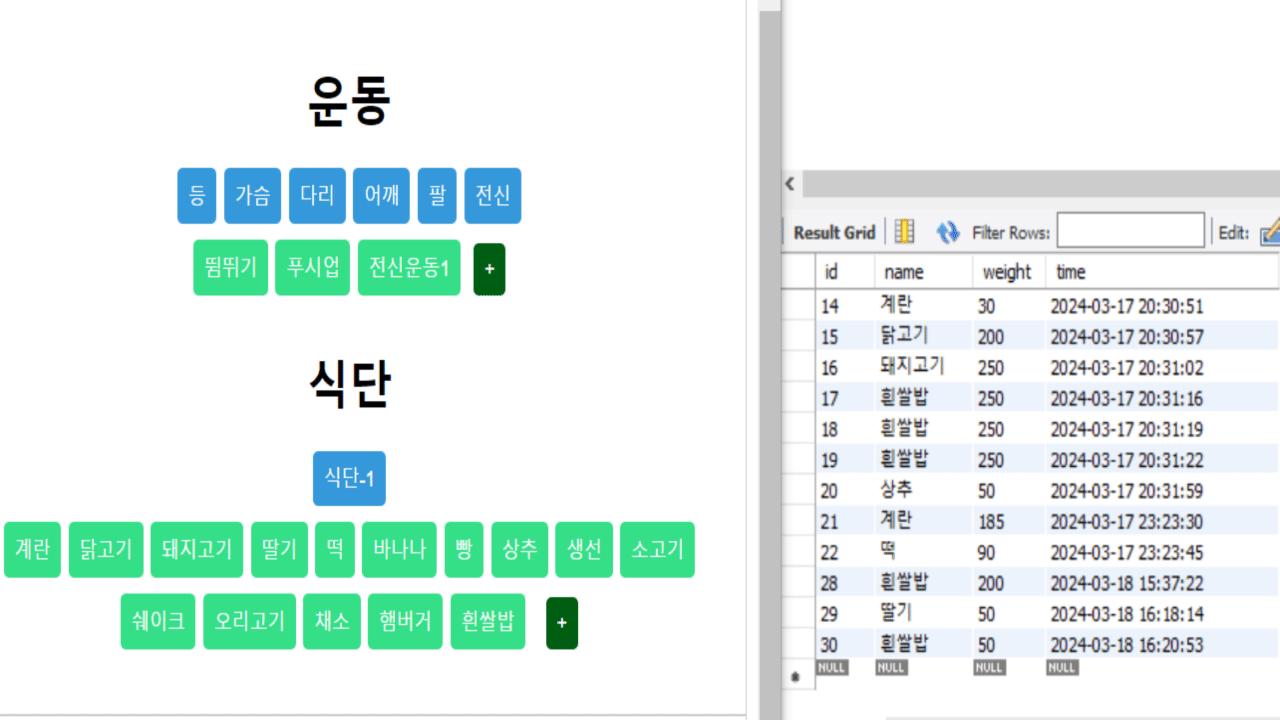 운동
등 가슴 다리 어깨 팔 전신
뜀뛰기 푸시업 전신운동1 +
식단
식단-1
계란 닭고기 돼지고기 딸기 떡 바나나 빵 상추 생선 소고기
쉐이크 오리고기 채소 햄버거 흰쌀밥 +
Result Grid Filter Rows: Edit:
id name weight time
14 계란 30 2024-03-17 20:30:51
15 닭고기 200 2024-03-17 20:30:57
16 돼지고기 250 2024-03-17 20:31:02
17 흰쌀밥 250 2024-03-17 20:31:16
18 흰쌀밥 250 2024-03-17 20:31:19
19 흰쌀밥 250 2024-03-17 20:31:22
20 상추 50 2024-03-17 20:31:59
21 계란 185 2024-03-17 23:23:30
22 떡 90 2024-03-17 23:23:45
28 흰쌀밥 200 2024-03-18 15:37:22
29 딸기 50 2024-03-18 16:18:14
30 흰쌀밥 50 2024-03-18 16:20:53
NULL NULL NULL NULL